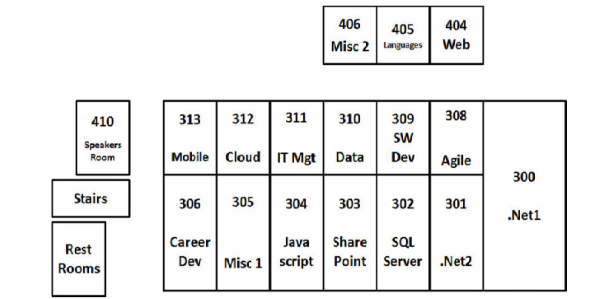 406
Misc 2
405
Languages
404
Web
410
Speakers
Room
313
Mobile
312
Cloud
311
IT Mgt
310
Data
309
SW
Dev
308
Agile
300
.Net1
Stairs
306
Career
Dev
305
Misc 1
304
Java
script
303
Share
Point
302
SQL
Server
301
.Net2
Rest
Rooms